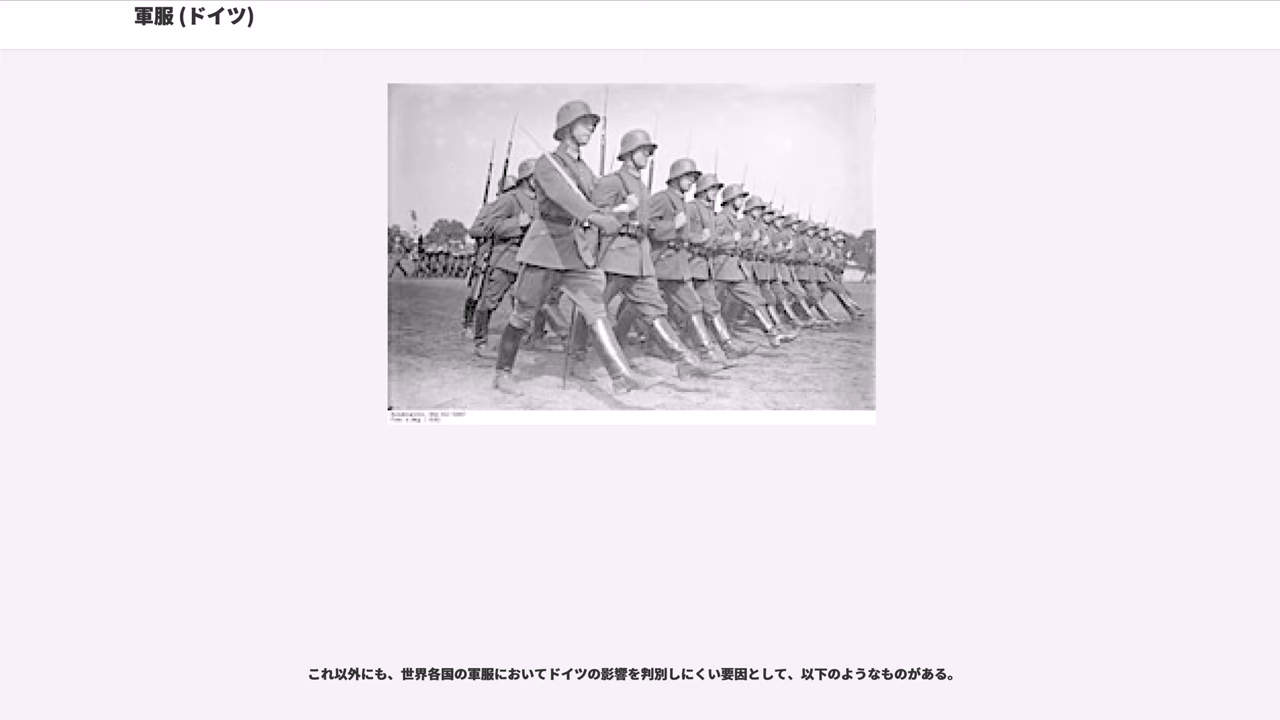 軍服 (ドイツ)
これ以外にも、世界各国の軍服においてドイツの影響を判別しにくい要因として、以下のようなものがある。